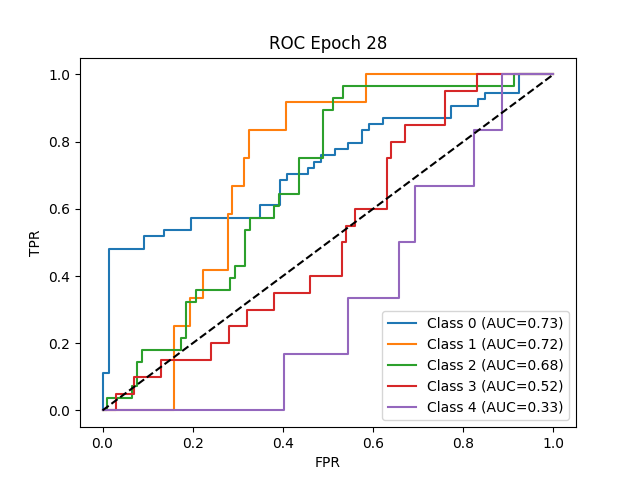 ROC Epoch 28
TPR
1.0
0.8
0.6
0.4
0.2
0.0
Class 0 (AUC=0.73)
Class 1 (AUC=0.72)
Class 2 (AUC=0.68)
Class 3 (AUC=0.52)
Class 4 (AUC=0.33)
0.0 0.2 0.4 0.6 0.8 1.0
FPR